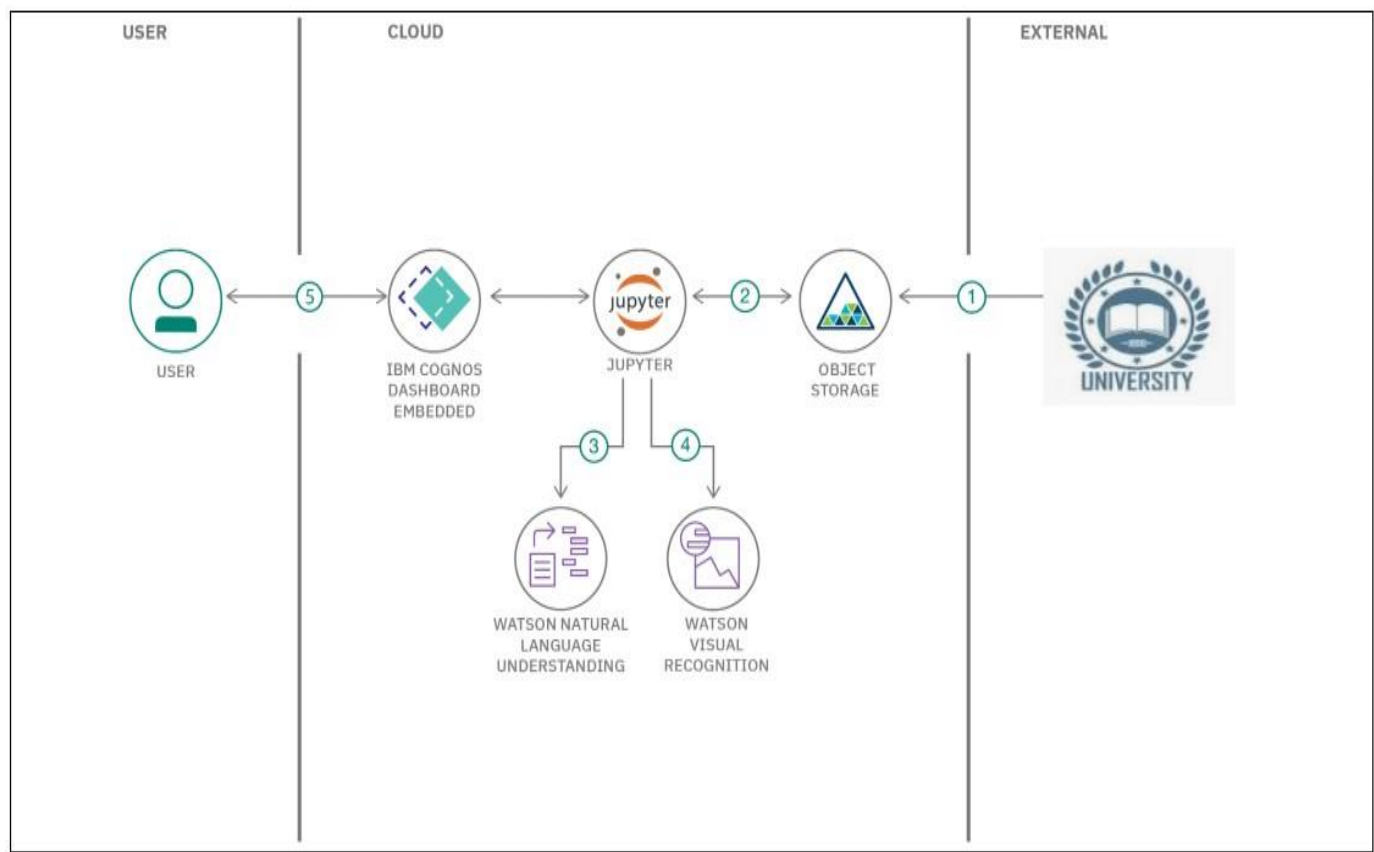 USER
CLOUD
EXTERNAL
5
2
1
jupyter
UNIVERSITY
USER
IBM COGNOS
DASHBOARD
EMBEDDED
JUPYTER
OBJECT
STORAGE
3
4
WATSON NATURAL
LANGUAGE
UNDERSTANDING
WATSON
VISUAL
RECOGNITION